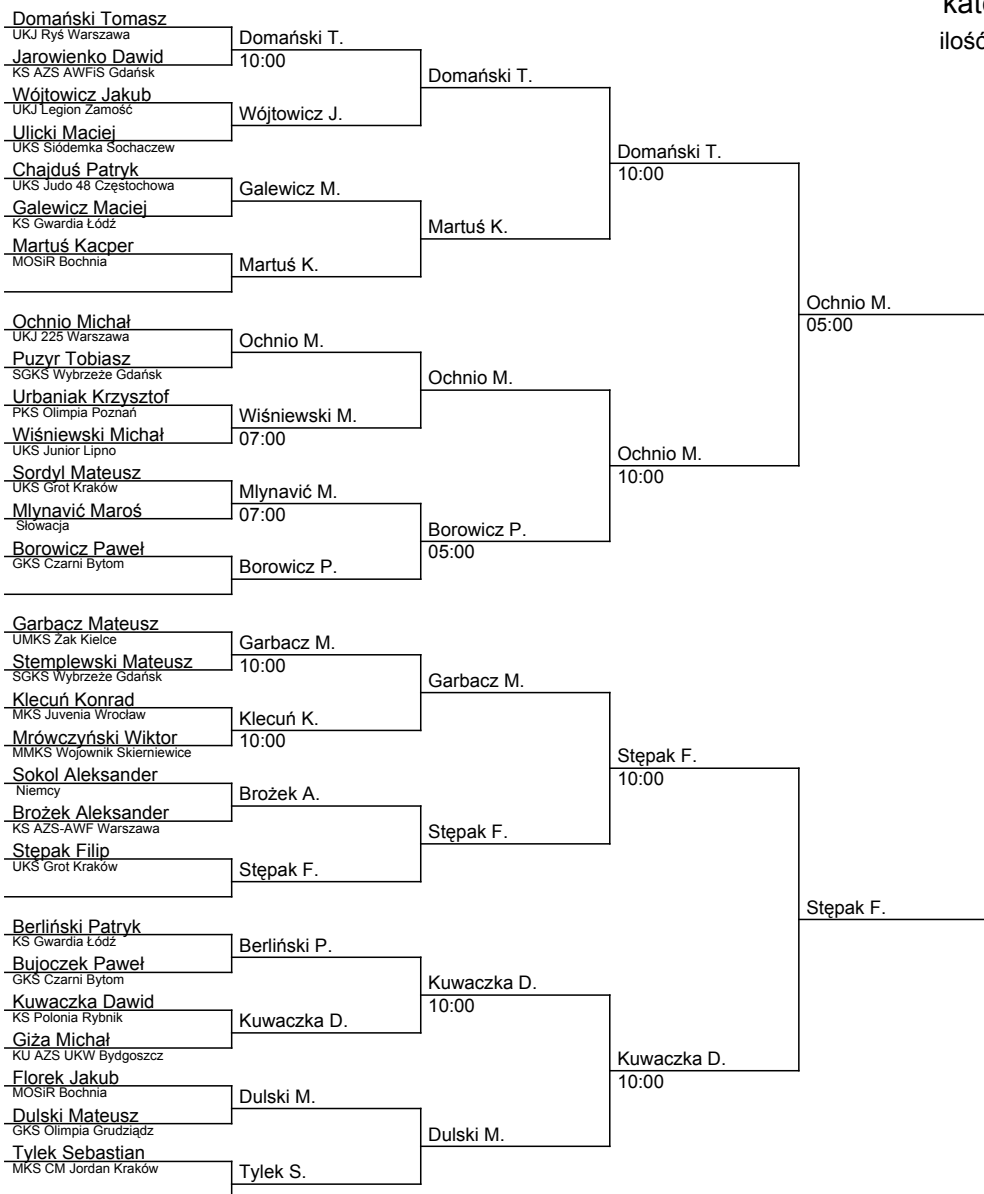 kat
ilość
Domański Tomasz
UKJ Ryś Warszawa
Jarowienko Dawid
KS AZS AWFiS Gdańsk
Wójtowicz Jakub
UKJ Legion Zamość
Ulicki Maciej
UKS Siódemka Sochaczew
Chajduś Patryk
UKS Judo 48 Częstochowa
Galewicz Maciej
KS Gwardia Łódź
Martuś Kacper
MOSiR Bochnia
Ochnio Michał
UKJ 225 Warszawa
Puzyr Tobiasz
SGKS Wybrzeże Gdańsk
Urbaniak Krzysztof
PKS Olimpia Poznań
Wiśniewski Michał
UKS Junior Lipno
Sordyl Mateusz
UKS Grot Kraków
Mlynavić Maroś
Słowacja
Borowicz Paweł
GKS Czarni Bytom
Garbacz Mateusz
UMKS Żak Kielce
Stemplewski Mateusz
SGKS Wybrzeże Gdańsk
Klecuń Konrad
MKS Juvenia Wrocław
Mrówczyński Wiktor
MMKS Wojownik Skierniewice
Sokol Aleksander
Niemcy
Brożek Aleksander
KS AZS-AWF Warszawa
Stępak Filip
UKS Grot Kraków
Berliński Patryk
KS Gwardia Łódź
Bujoczek Paweł
GKS Czarni Bytom
Kuwaczka Dawid
KS Polonia Rybnik
Giża Michał
KU AZS UKW Bydgoszcz
Florek Jakub
MOSiR Bochnia
Dulski Mateusz
GKS Olimpia Grudziądz
Tylek Sebastian
MKS CM Jordan Kraków
Domański T.
10:00
Wójtowicz J.
Galewicz M.
Martuś K.
Ochnio M.
Wiśniewski M.
07:00
Mlynavić M.
07:00
Borowicz P.
Garbacz M.
10:00
Klecuń K.
10:00
Brożek A.
Stępak F.
Berliński P.
Kuwaczka D.
Dulski M.
Tylek S.
Domański T.
Martuś K.
Ochnio M.
Borowicz P.
05:00
Garbacz M.
Stępak F.
Kuwaczka D.
10:00
Dulski M.
Domański T.
10:00
Ochnio M.
10:00
Stępak F.
10:00
Kuwaczka D.
10:00
Ochnio M.
05:00
Stępak F.